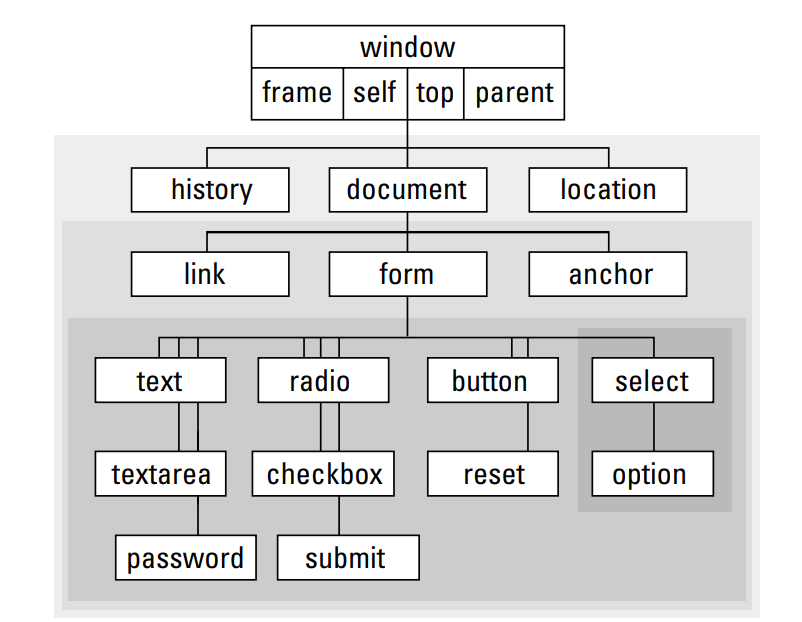 window
frame self top parent
history document location
link form anchor
text radio button select
textarea checkbox reset option
password submit